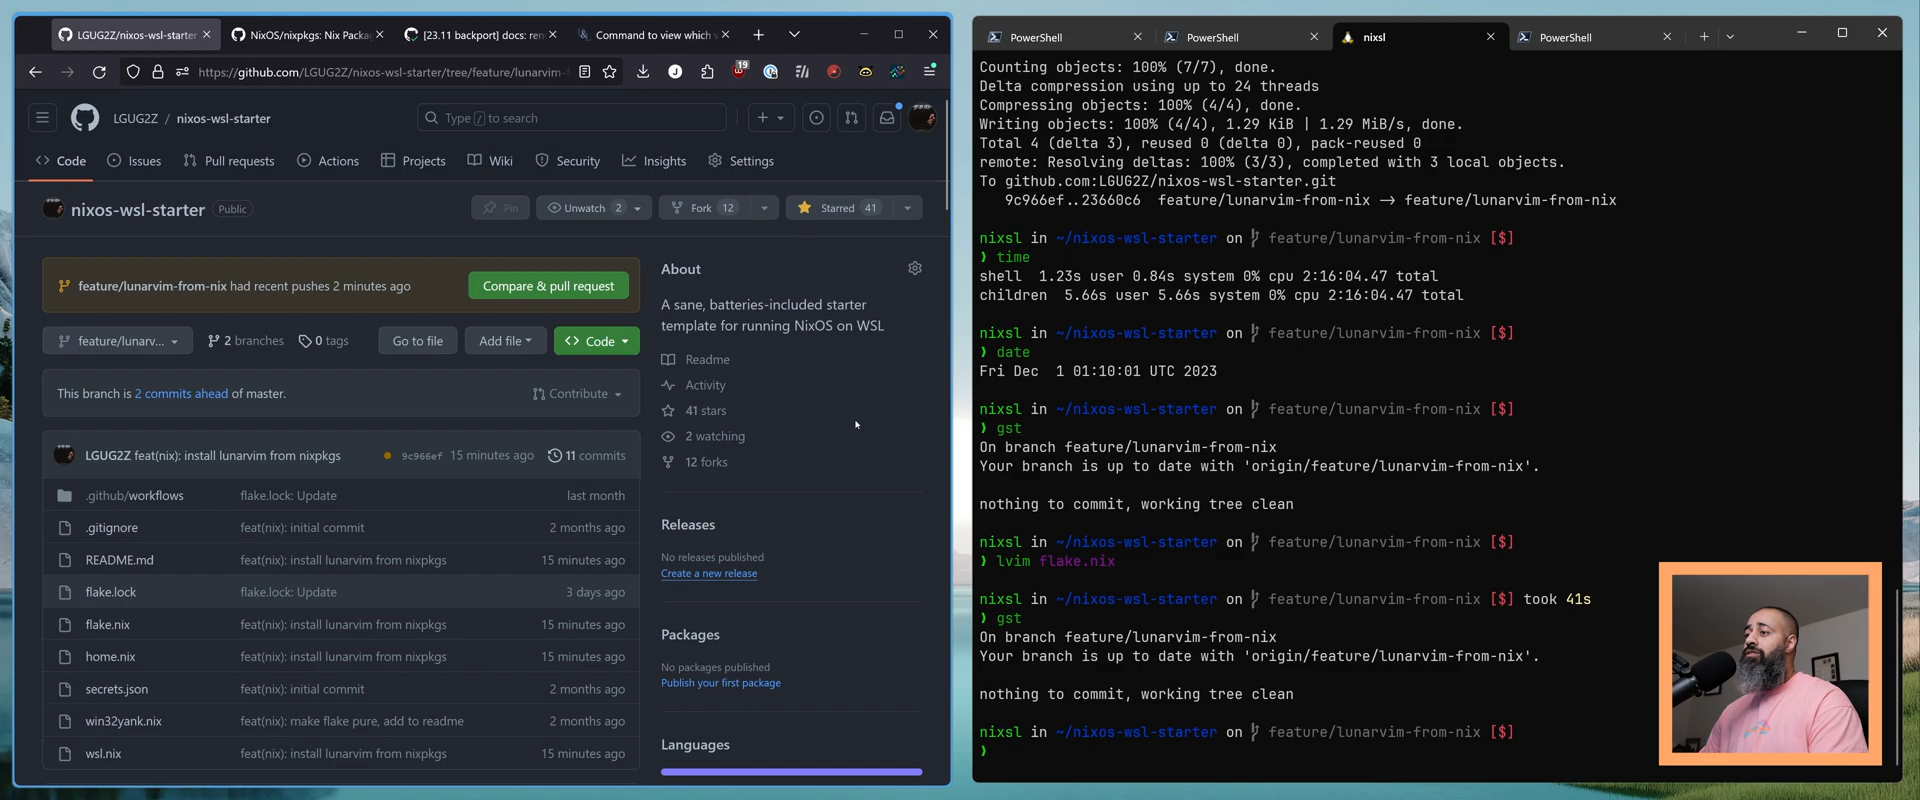 LGUG2Z/nixos-wsl-starter
NixOS/nixpkgs: Nix Packa
[23.11 backport] docs: ren
Command to view which
https://github.com/LGUG2Z/nixos-wsl-starter/tree/feature/lunarvim-f
19
LGUG2Z / nixos-wsl-starter
Type / to search
Code
Issues
Pull requests
Actions
Projects
Wiki
Security
Insights
Settings
nixos-wsl-starter
Public
Pin
Unwatch 2
Fork 12
Starred 41
feature/lunarvim-from-nix had recent pushes 2 minutes ago
Compare & pull request
feature/lunarv...
2 branches
0 tags
Go to file
Add file
Code
This branch is 2 commits ahead of master.
Contribute
LGUG2Z feat(nix): install lunarvim from nixpkgs
9c966ef 15 minutes ago
11 commits
.github/workflows flake.lock: Update last month
.gitignore feat(nix): initial commit 2 months ago
README.md feat(nix): install lunarvim from nixpkgs 15 minutes ago
flake.lock flake.lock: Update 3 days ago
flake.nix feat(nix): install lunarvim from nixpkgs 15 minutes ago
home.nix feat(nix): install lunarvim from nixpkgs 15 minutes ago
secrets.json feat(nix): initial commit 2 months ago
win32yank.nix feat(nix): make flake pure, add to readme 2 months ago
wsl.nix feat(nix): install lunarvim from nixpkgs 15 minutes ago
About
A sane, batteries-included starter
template for running NixOS on WSL
Readme
Activity
41 stars
2 watching
12 forks
Releases
No releases published
Create a new release
Packages
No packages published
Publish your first package
Languages
PowerShell
PowerShell
nixsl
PowerShell
Counting objects: 100% (7/7), done.
Delta compression using up to 24 threads
Compressing objects: 100% (4/4), done.
Writing objects: 100% (4/4), 1.29 KiB | 1.29 MiB/s, done.
Total 4 (delta 3), reused 0 (delta 0), pack-reused 0
remote: Resolving deltas: 100% (3/3), completed with 3 local objects.
To github.com:LGUG2Z/nixos-wsl-starter.git
9c966ef..23660c6 feature/lunarvim-from-nix → feature/lunarvim-from-nix
nixsl in ~/nixos-wsl-starter on feature/lunarvim-from-nix [$]
❯ time
shell 1.23s user 0.84s system 0% cpu 2:16:04.47 total
children 5.66s user 5.66s system 0% cpu 2:16:04.47 total
nixsl in ~/nixos-wsl-starter on feature/lunarvim-from-nix [$]
❯ date
Fri Dec 1 01:10:01 UTC 2023
nixsl in ~/nixos-wsl-starter on feature/lunarvim-from-nix [$]
❯ gst
On branch feature/lunarvim-from-nix
Your branch is up to date with 'origin/feature/lunarvim-from-nix'.
nothing to commit, working tree clean
nixsl in ~/nixos-wsl-starter on feature/lunarvim-from-nix [$]
❯ lvim flake.nix
nixsl in ~/nixos-wsl-starter on feature/lunarvim-from-nix [$] took 41s
❯ gst
On branch feature/lunarvim-from-nix
Your branch is up to date with 'origin/feature/lunarvim-from-nix'.
nothing to commit, working tree clean
nixsl in ~/nixos-wsl-starter on feature/lunarvim-from-nix [$]
❯